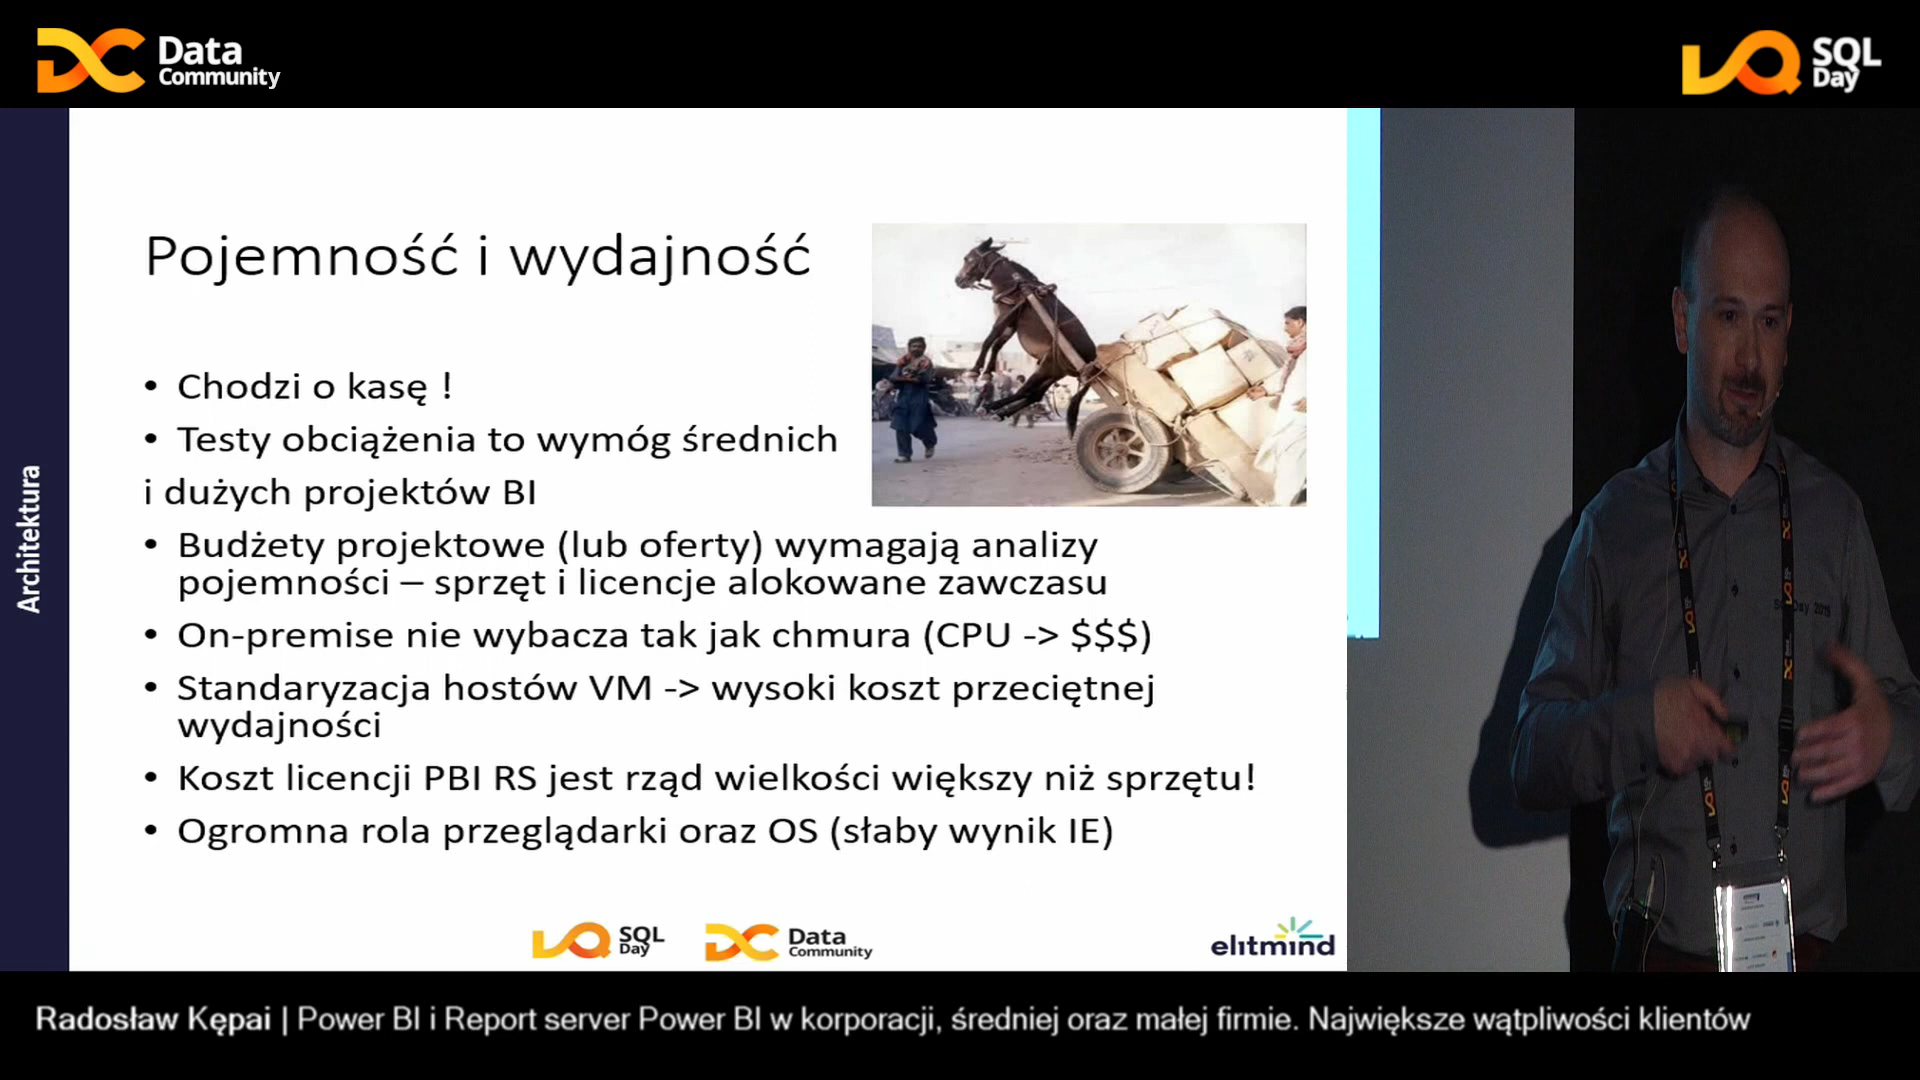 Data
Community
SQL
Day
Architektura
Pojemność i wydajność
• Chodzi o kasę !
• Testy obciążenia to wymóg średnich
i dużych projektów BI
• Budżety projektowe (lub oferty) wymagają analizy
pojemności – sprzęt i licencje alokowane zawczasu
• On-premise nie wybacza tak jak chmura (CPU -> $$$)
• Standaryzacja hostów VM -> wysoki koszt przeciętnej
wydajności
• Koszt licencji PBI RS jest rząd wielkości większy niż sprzętu!
• Ogromna rola przeglądarki oraz OS (słaby wynik IE)
SQL
Day
Data
Community
elitmind
Radosław Kępai | Power BI i Report server Power BI w korporacji, średniej oraz małej firmie. Największe wątpliwości klientów